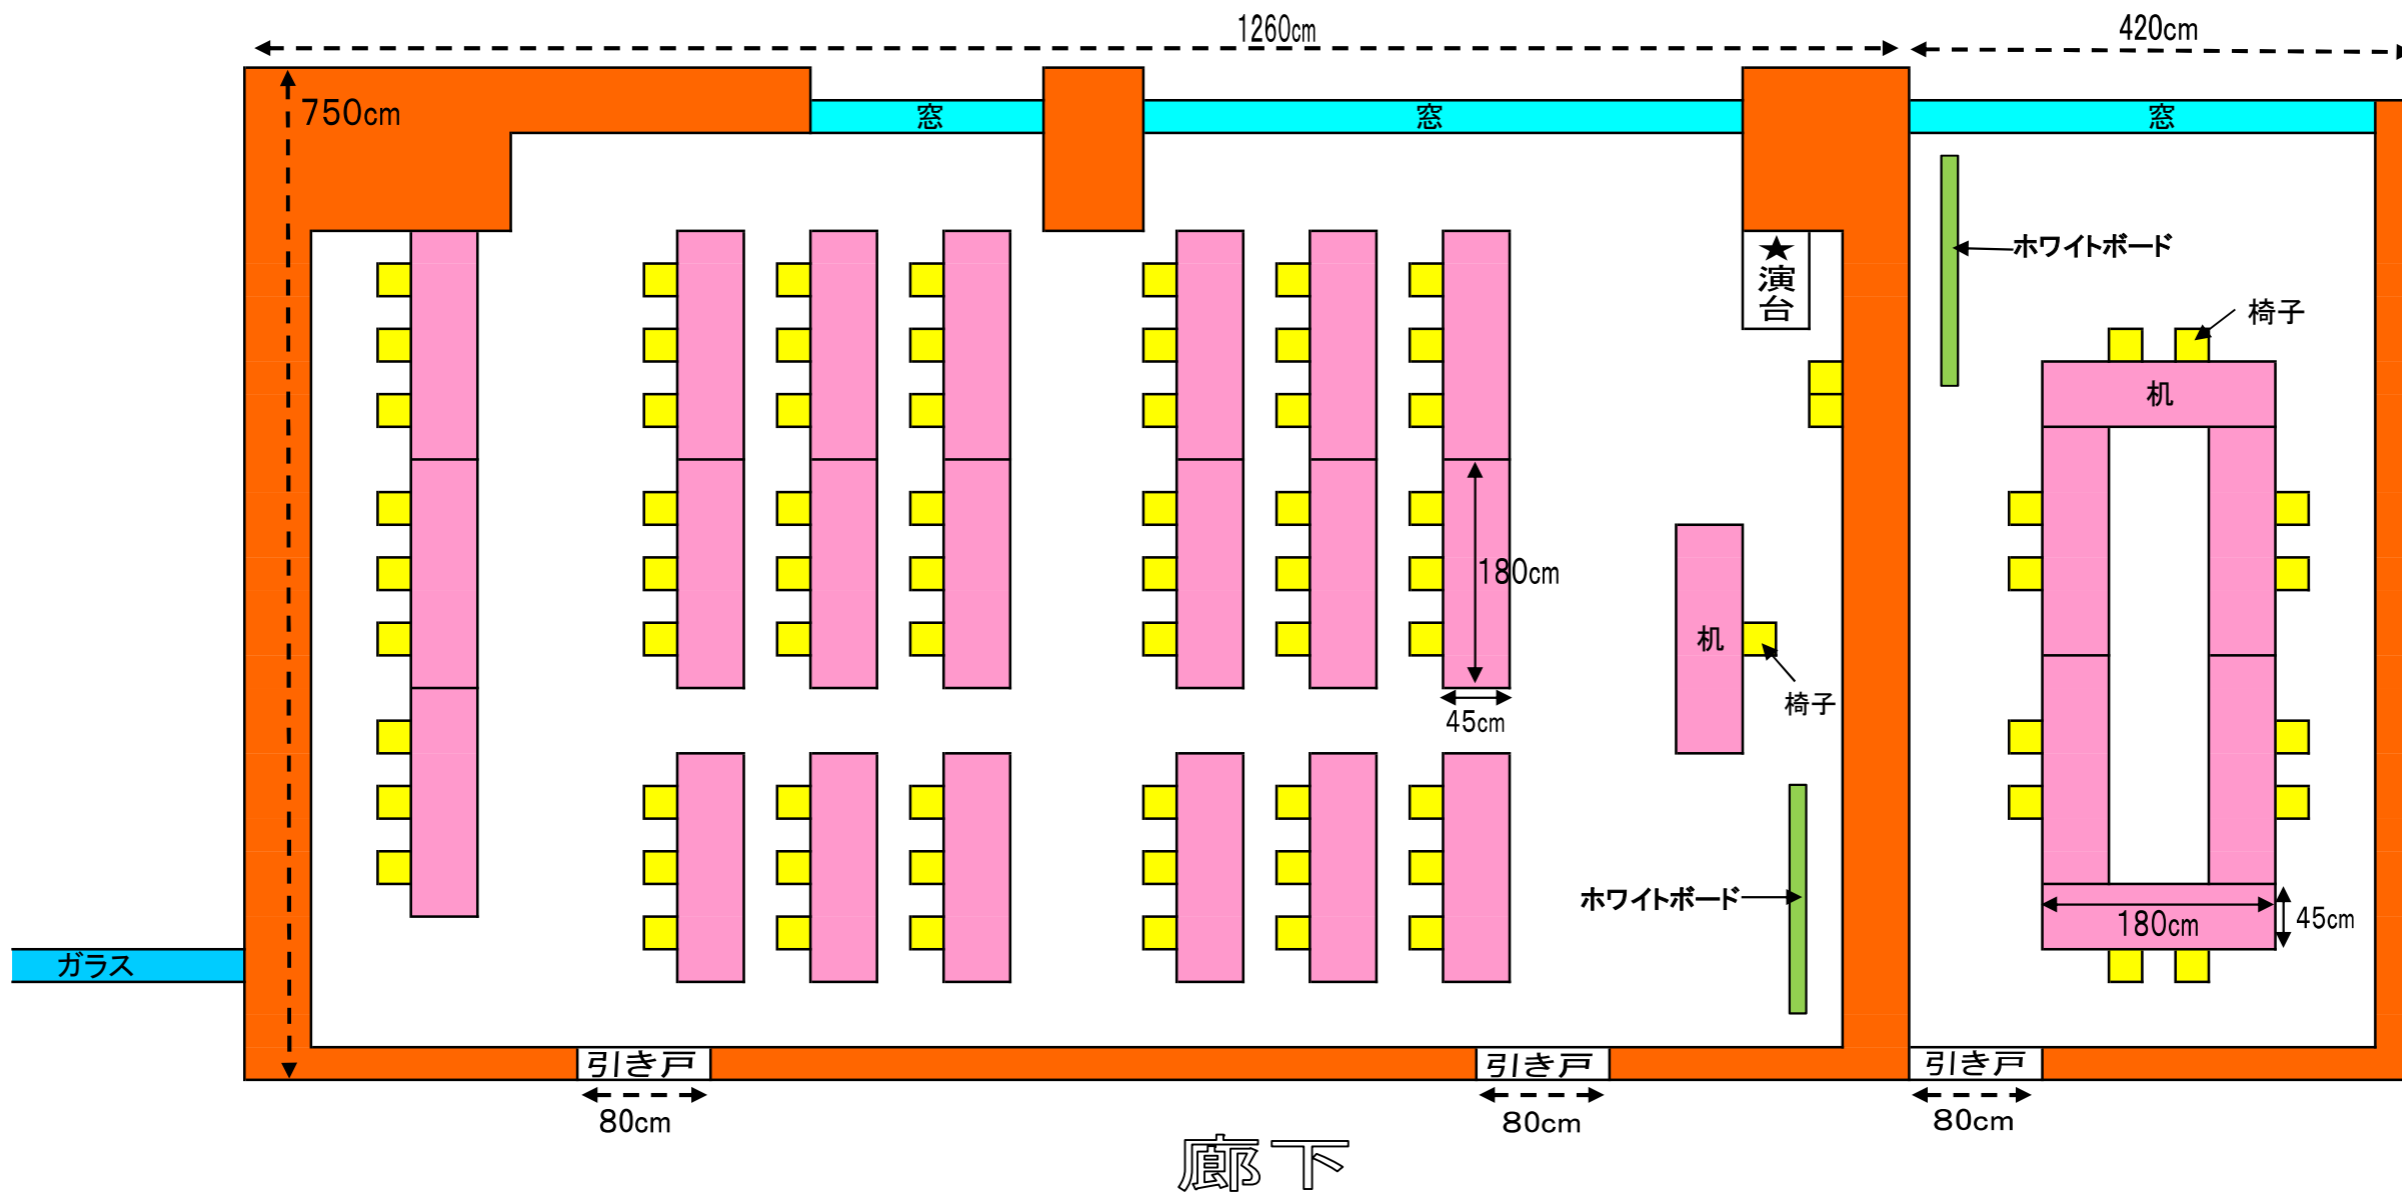 1260cm
420cm
750cm
窓
窓
窓
★
演
台
ホワイトボード
椅子
机
180cm
机
椅子
45cm
ホワイトボード
180cm
45cm
ガラス
引き戸
引き戸
引き戸
80cm
80cm
80cm
廊下